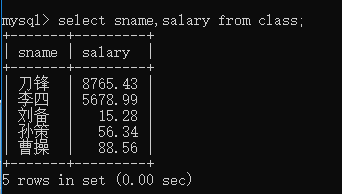 mysql> select sname,salary from class;
+-------+---------+
| sname | salary  |
+-------+---------+
| 刀锋  | 8765.43 |
| 李四  | 5678.99 |
| 刘备  |   15.28 |
| 孙策  |   56.34 |
| 曹操  |   88.56 |
+-------+---------+
5 rows in set (0.00 sec)